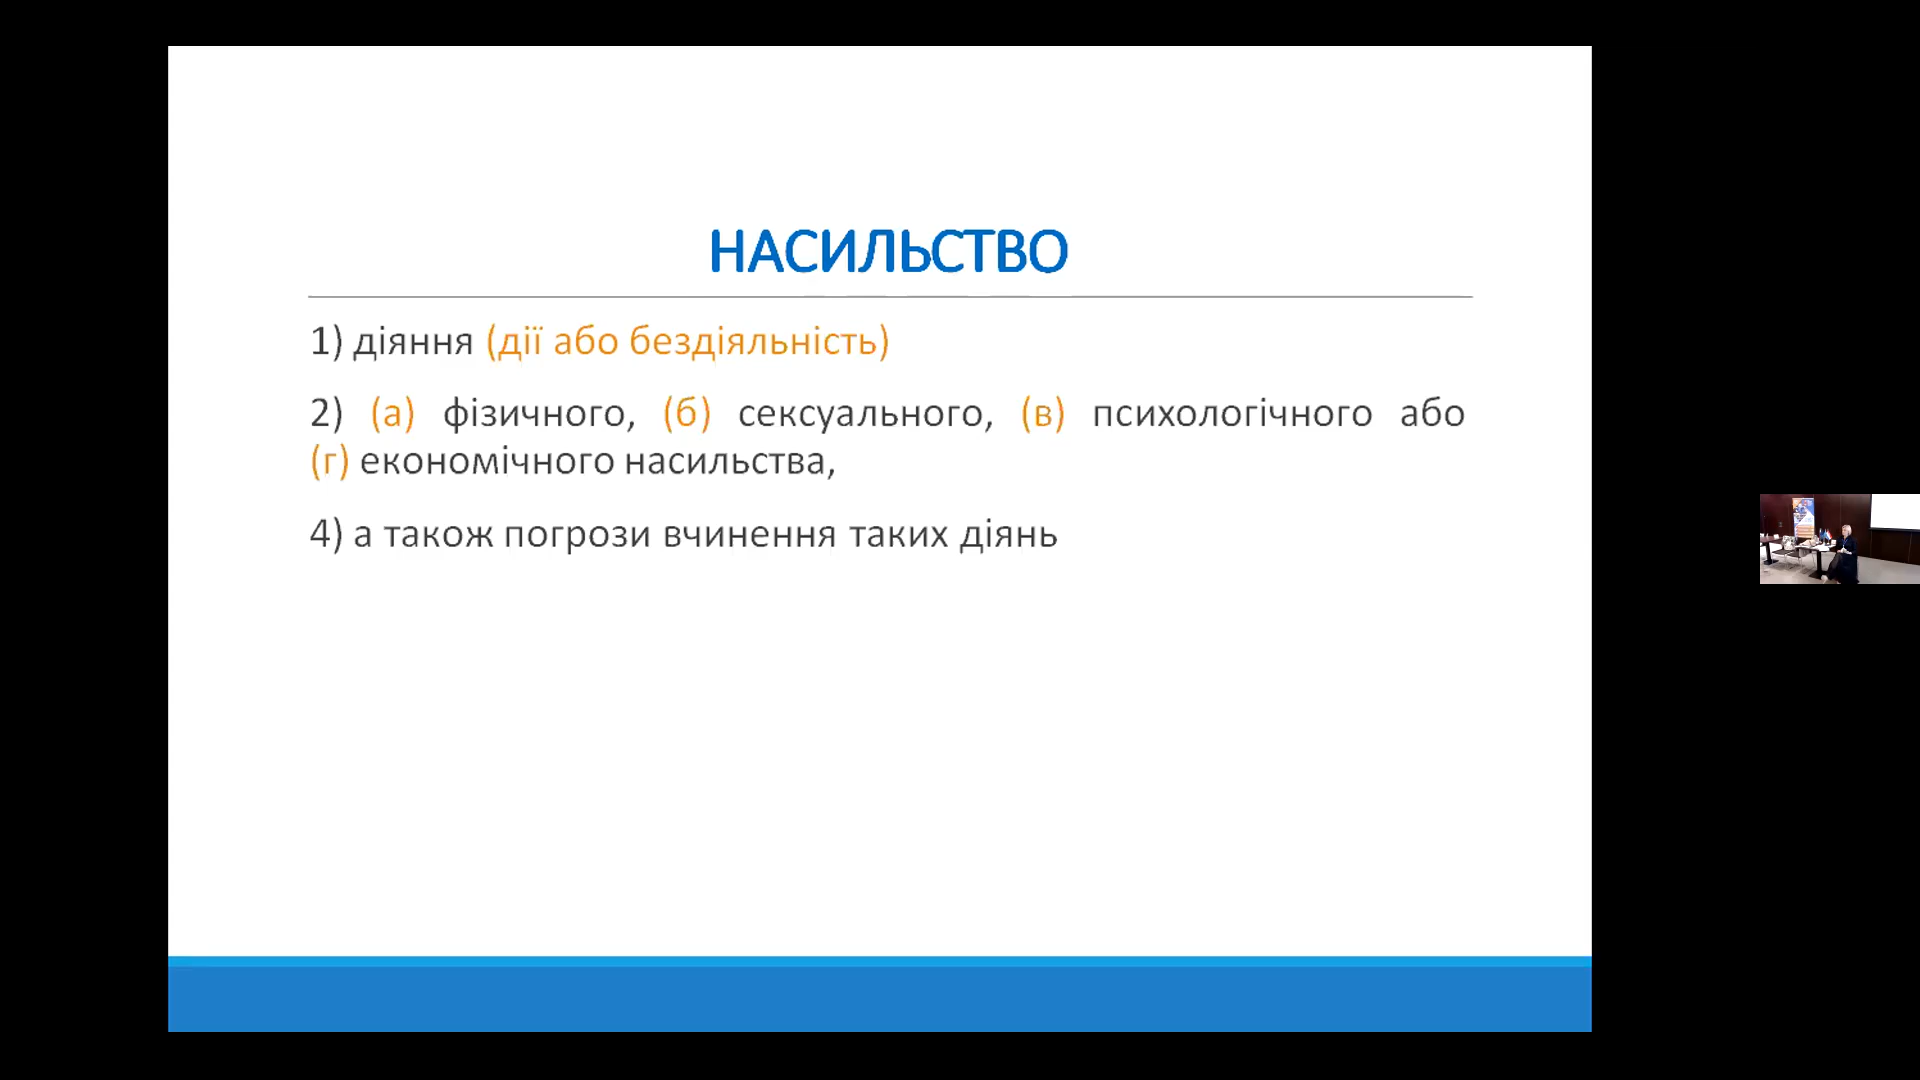 НАСИЛЬСТВО
1) діяння (дії або бездіяльність)
2) (а) фізичного, (б) сексуального, (в) психологічного або
(г) економічного насильства,
4) а також погрози вчинення таких діянь